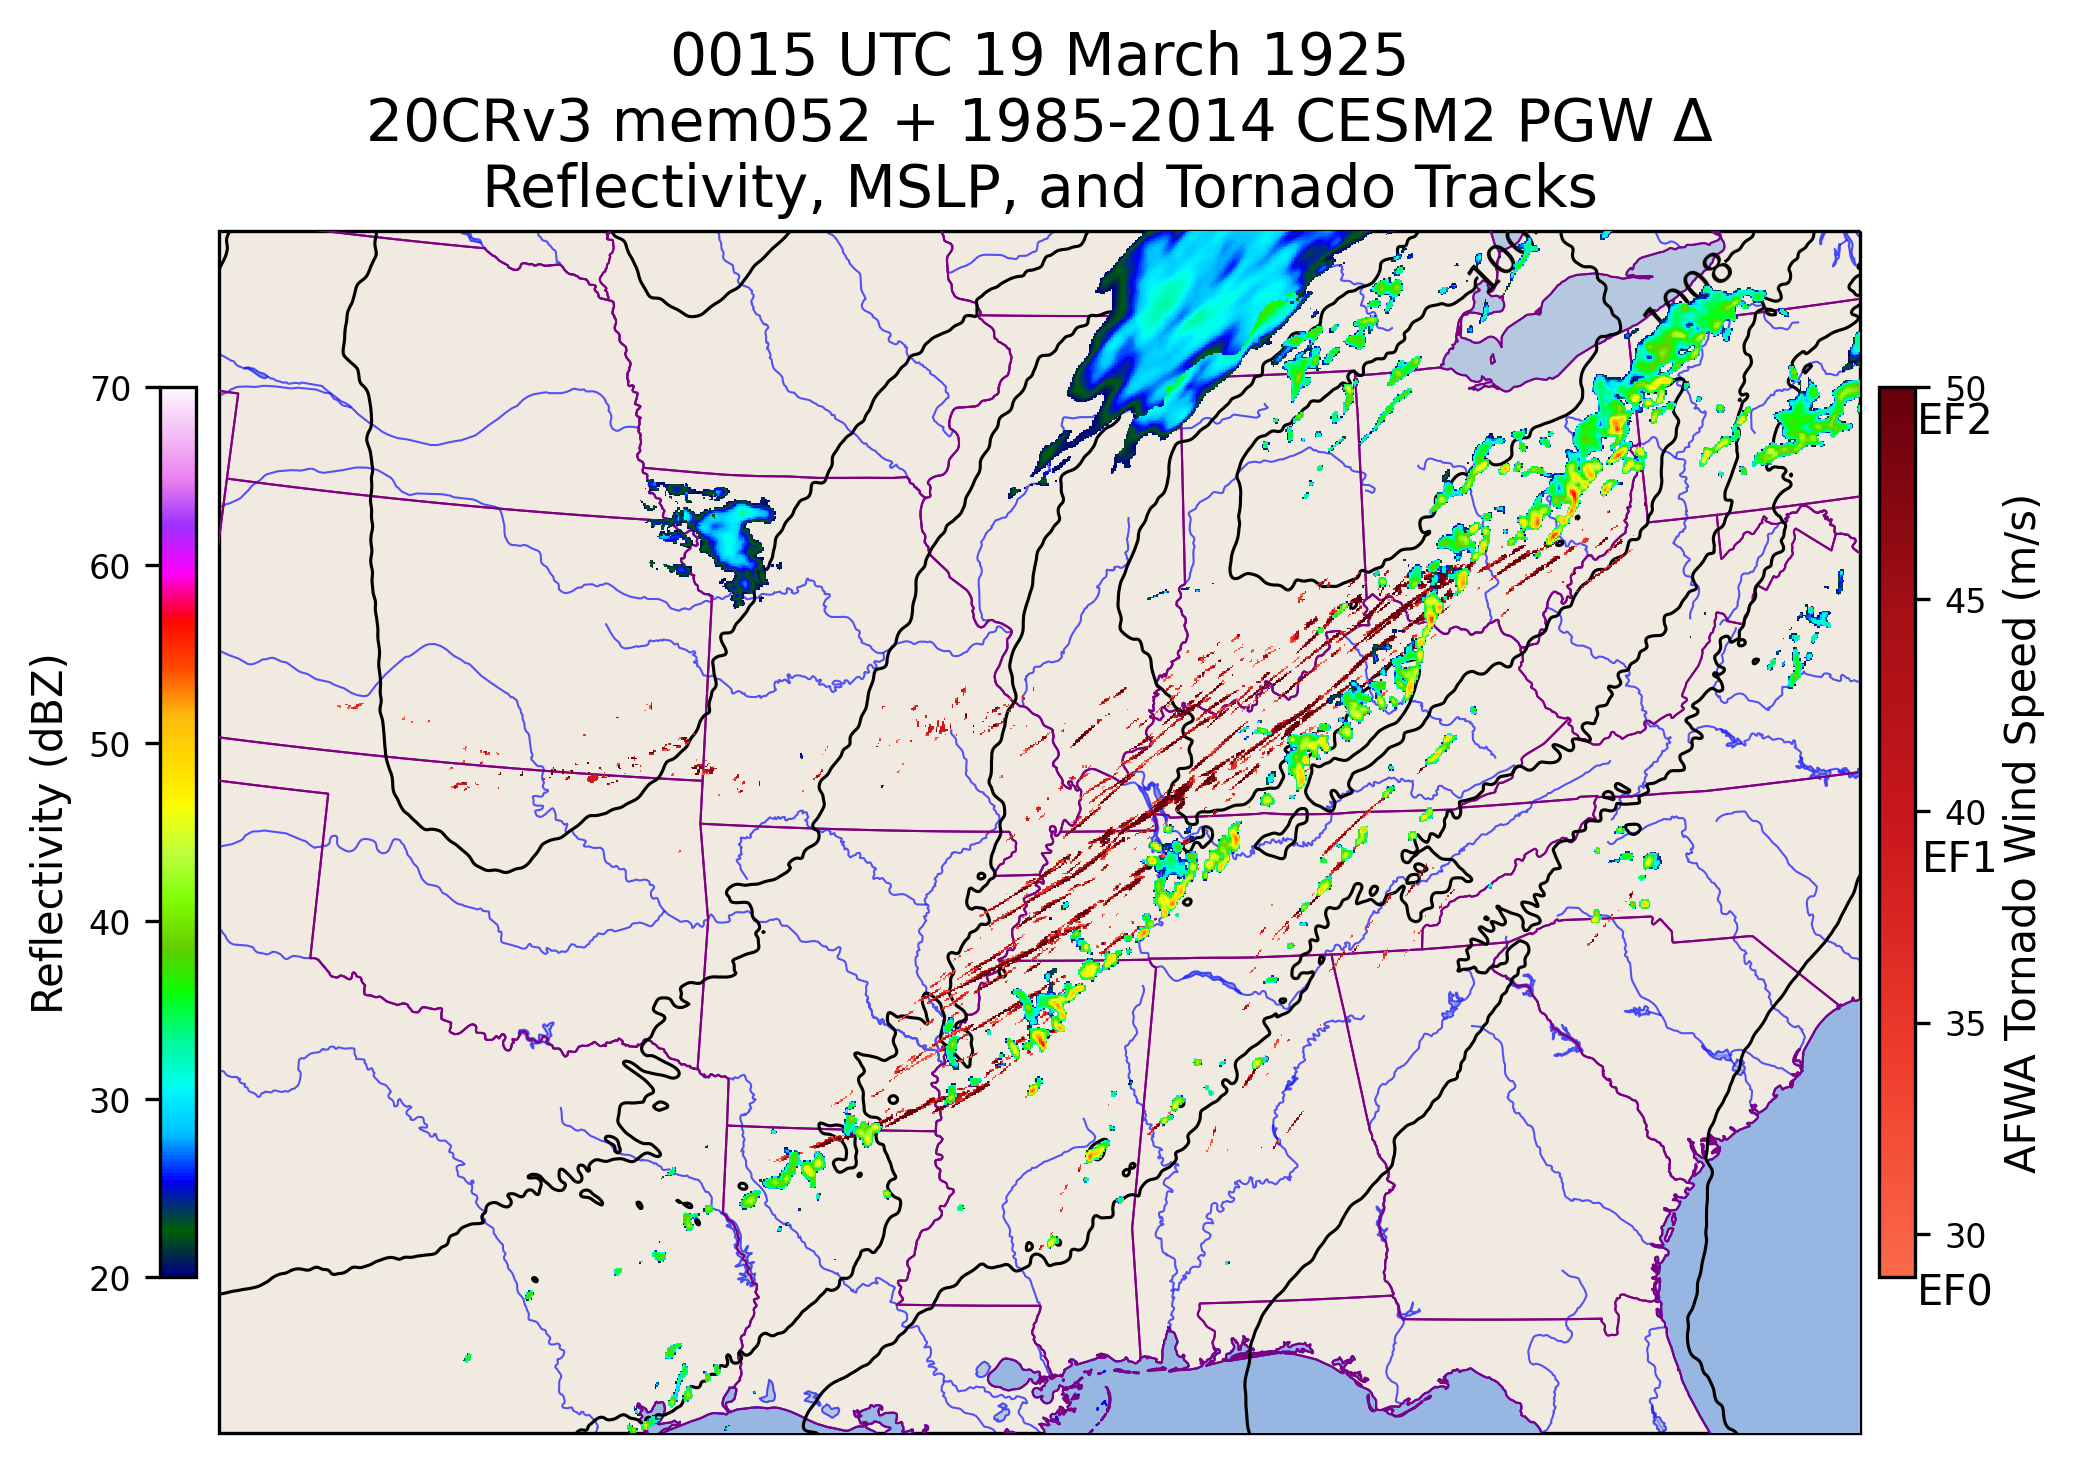 0015 UTC 19 March 1925
20CRv3 mem052 + 1985-2014 CESM2 PGW Δ
Reflectivity, MSLP, and Tornado Tracks
1008
70
60
50
40
30
20
Reflectivity (dBZ)
50
EF2
45
40
EF1
35
30
EF0
AFWA Tornado Wind Speed (m/s)